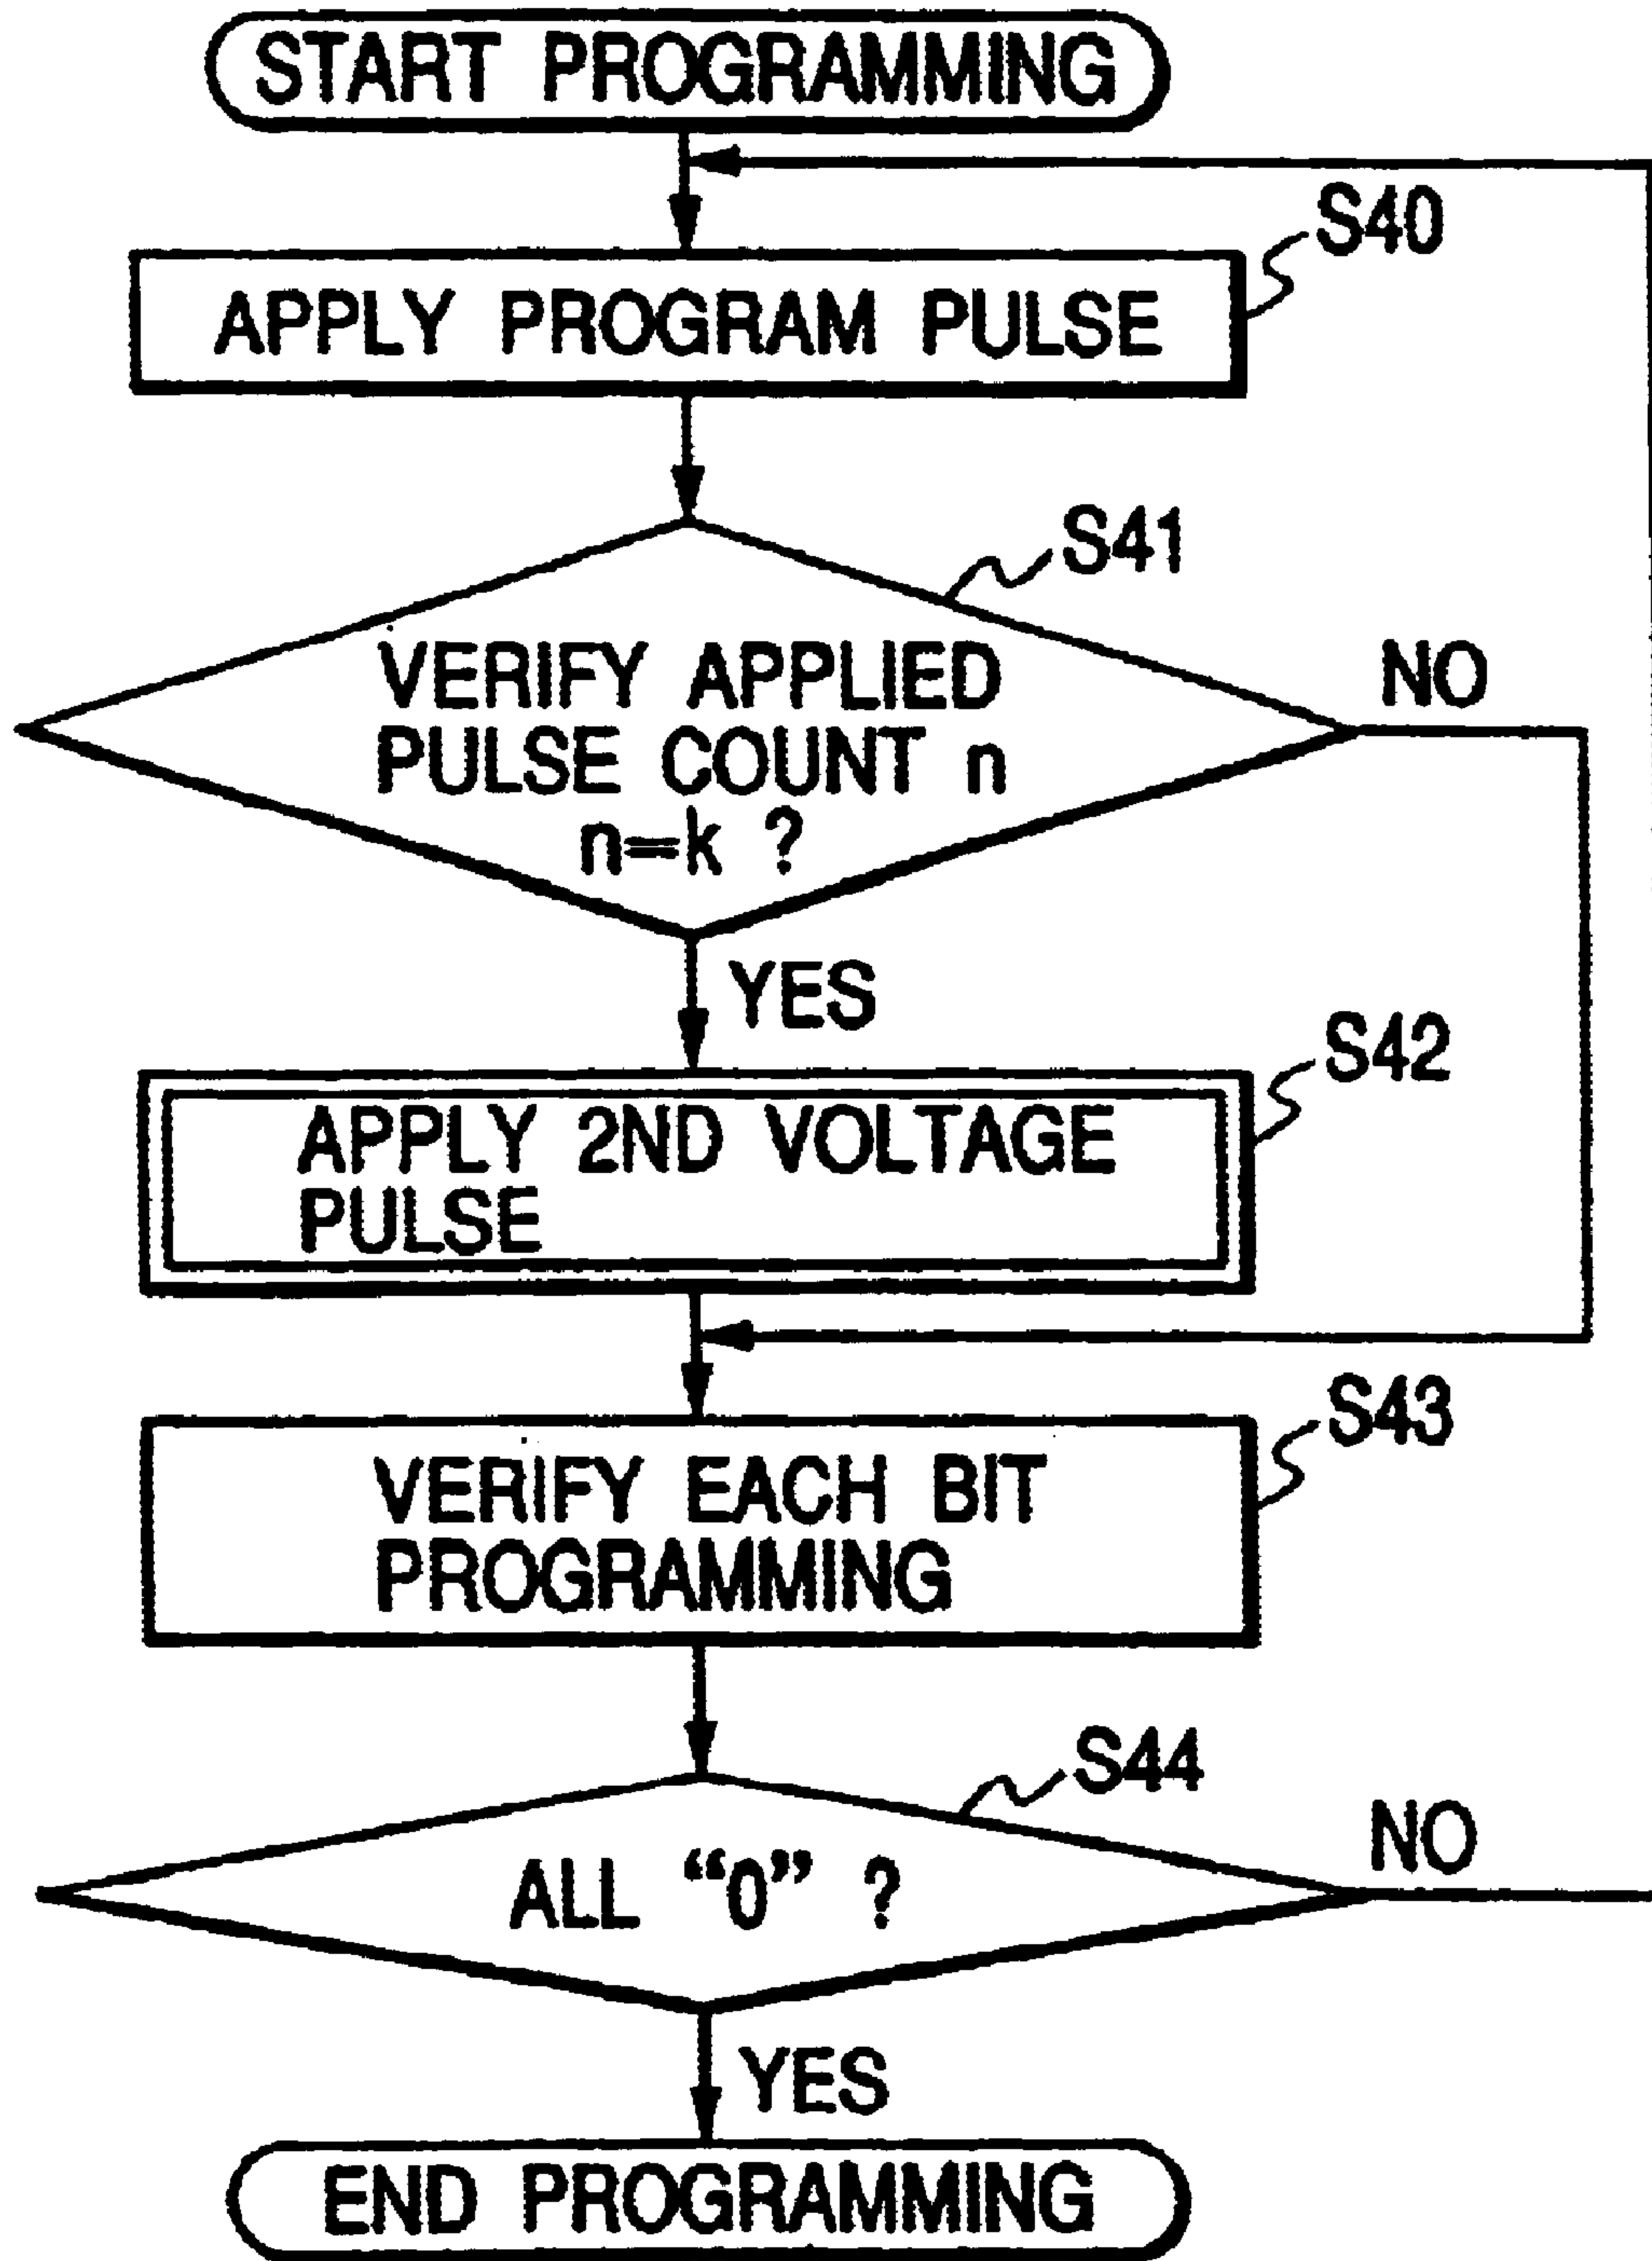 START PROGRAMMING
S40
APPLY PROGRAM PULSE
S41
VERIFY APPLIED
PULSE COUNT n
n=k ?
NO
YES
S42
APPLY 2ND VOLTAGE
PULSE
S43
VERIFY EACH BIT
PROGRAMMING
S44
ALL “0” ?
NO
YES
END PROGRAMMING